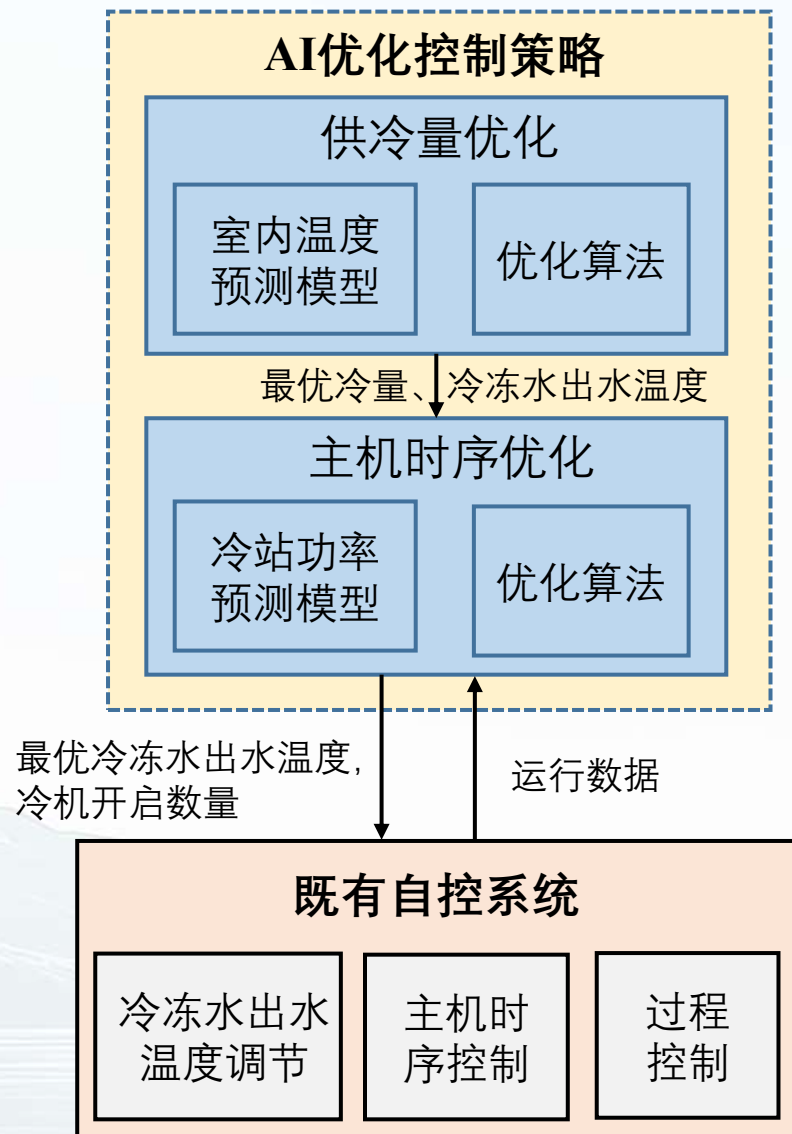 AI优化控制策略
供冷量优化
室内温度
预测模型
优化算法
最优冷量、冷冻水出水温度
主机时序优化
冷站功率
预测模型
优化算法
最优冷冻水出水温度,
冷机开启数量
运行数据
既有自控系统
冷冻水出水
温度调节
主机时
序控制
过程
控制